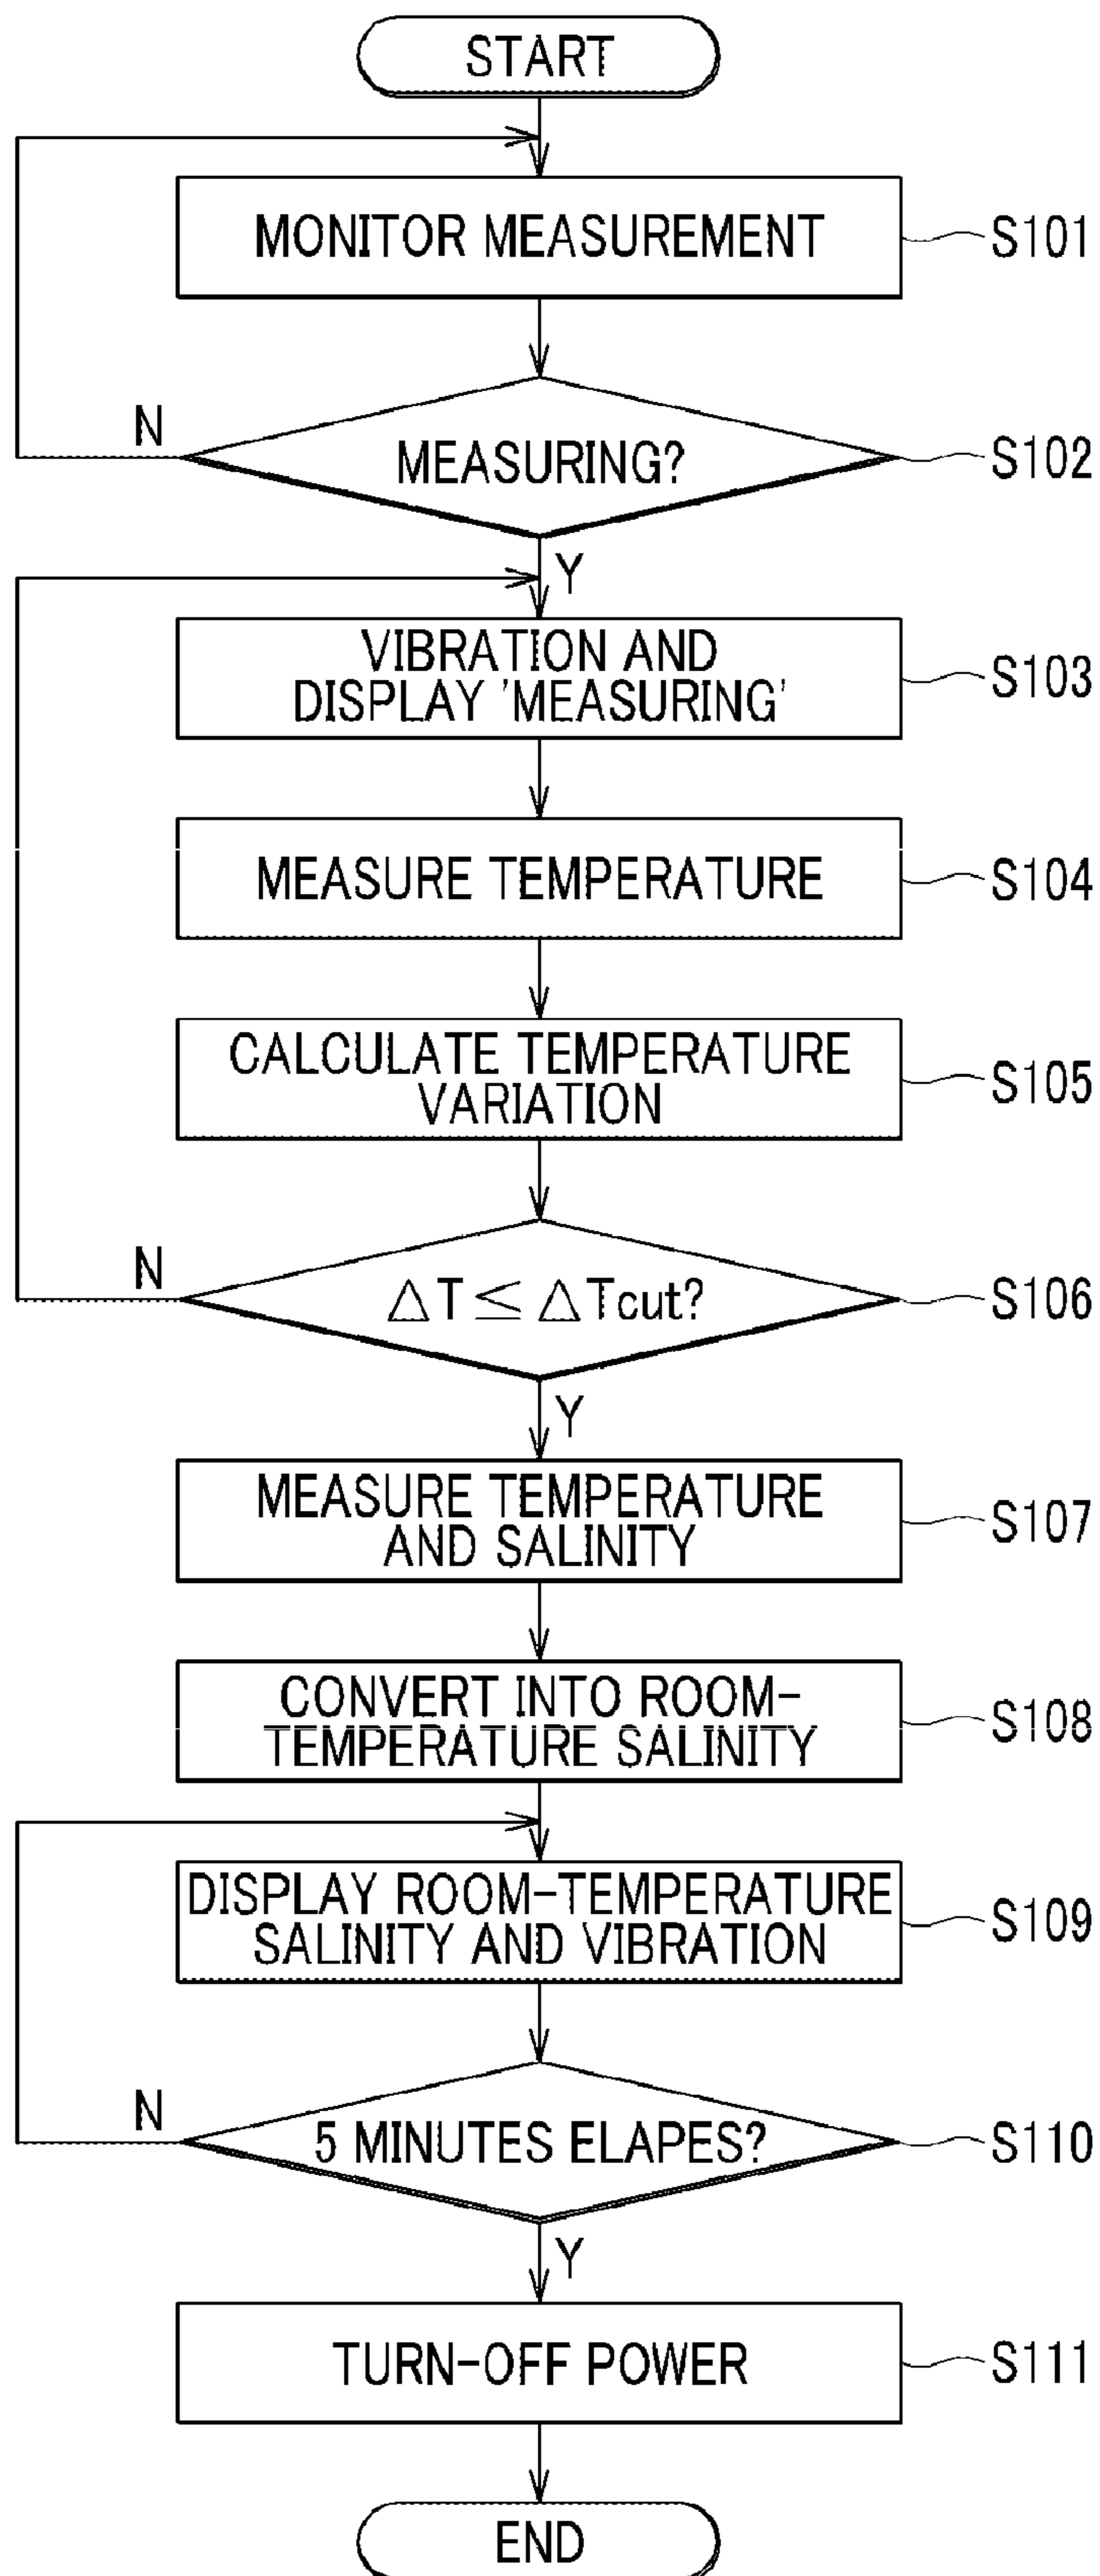 START
MONITOR MEASUREMENT
S101
N
MEASURING?
S102
Y
VIBRATION AND
DISPLAY 'MEASURING'
S103
MEASURE TEMPERATURE
S104
CALCULATE TEMPERATURE
VARIATION
S105
N
△T ≤ △Tcut?
S106
Y
MEASURE TEMPERATURE
AND SALINITY
S107
CONVERT INTO ROOM-
TEMPERATURE SALINITY
S108
DISPLAY ROOM-TEMPERATURE
SALINITY AND VIBRATION
S109
N
5 MINUTES ELAPES?
S110
Y
TURN-OFF POWER
S111
END